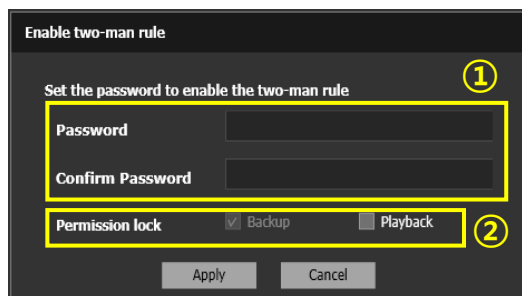 Enable two-man rule
①
Set the password to enable the two-man rule
Password
Confirm Password
Permission lock Backup Playback
②
Apply Cancel